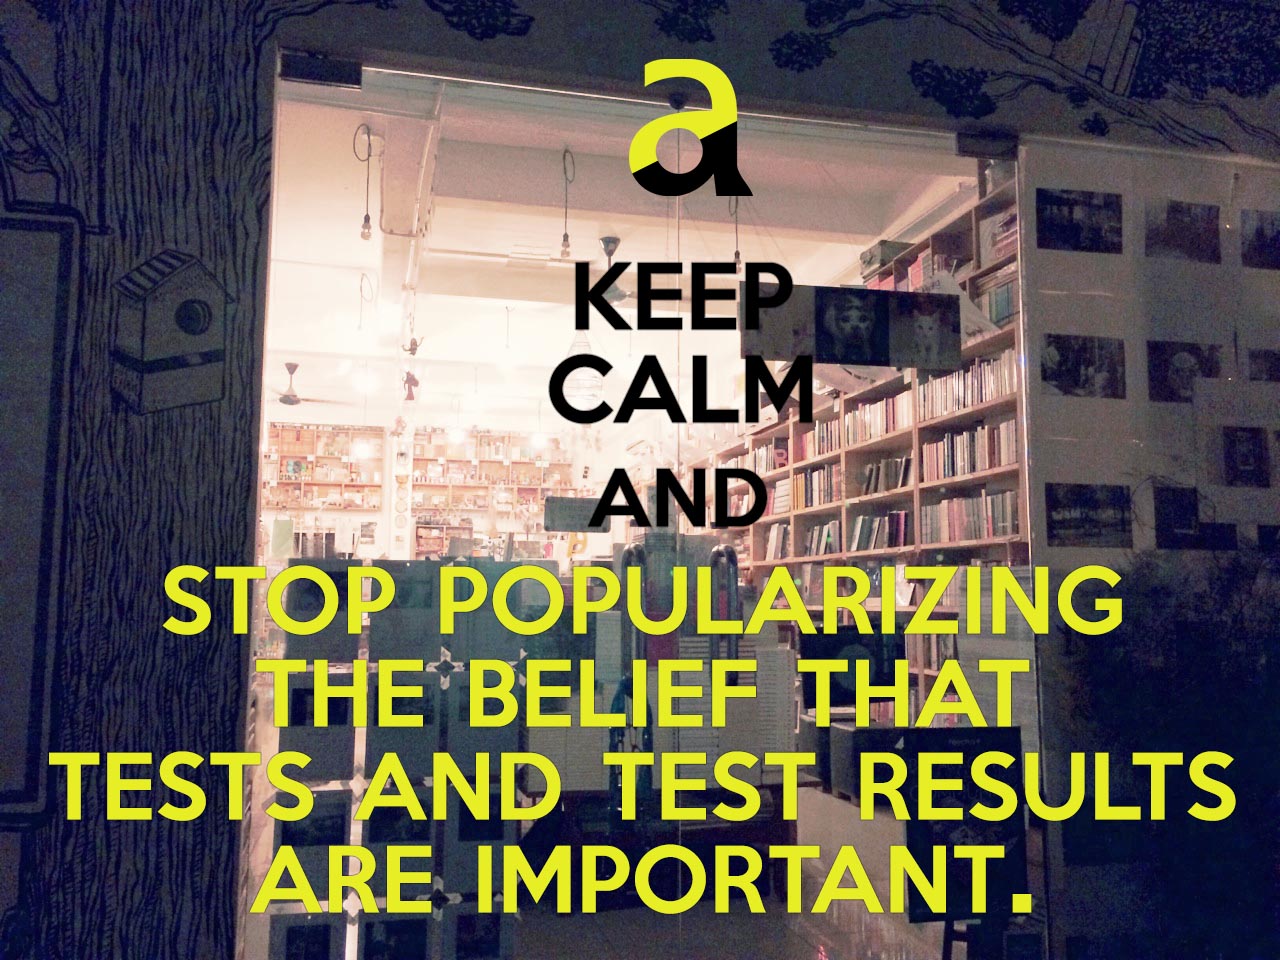 a
KEEP
CALM
AND
STOP POPULARIZING
THE BELIEF THAT
TESTS AND TEST RESULTS
ARE IMPORTANT.